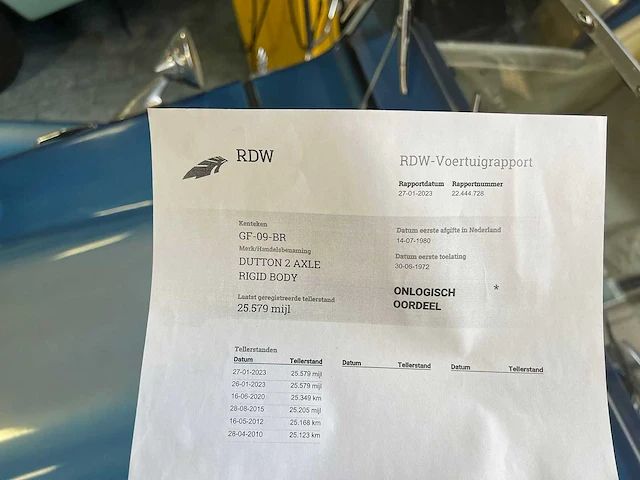 RDW
RDW-Voertuigrapport
Rapportdatum Rapportnummer
27-01-2023 22.444.728
Kenteken
GF-09-BR
Merk/Handelsbenaming
DUTTON 2 AXLE
RIGID BODY
Laatst geregistreerde tellerstand
25.579 mijl
Datum eerste afgifte in Nederland
14-07-1980
Datum eerste toelating
30-06-1972
ONLOGISCH *
OORDEEL
Tellerstanden
Datum Tellerstand Datum Tellerstand Datum Tellerstand
27-01-2023 25.579 mijl
26-01-2023 25.579 mijl
16-06-2020 25.349 km
28-08-2015 25.205 mijl
16-05-2012 25.168 km
28-04-2010 25.123 km